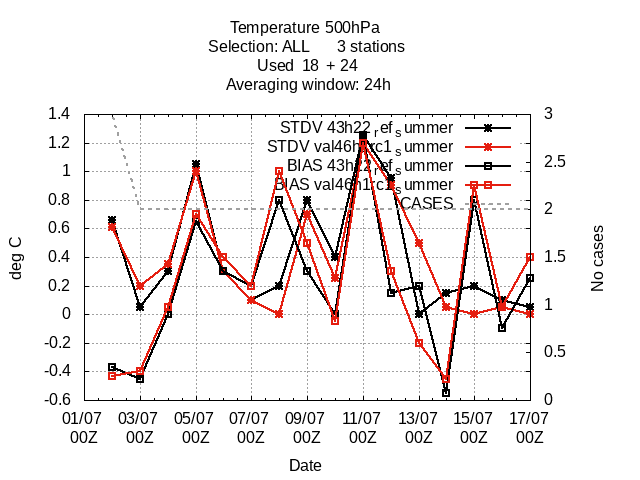 Temperature 500hPa
Selection: ALL 3 stations
Used 18 + 24
Averaging window: 24h
STDV 43h22refsummer
STDV val46h1rc1summer
BIAS 43h22refsummer
BIAS val46h1rc1summer
CASES
1.4
1.2
1
0.8
0.6
0.4
0.2
0
-0.2
-0.4
-0.6
deg C
3
2.5
2
1.5
1
0.5
0
No cases
01/07 03/07 05/07 07/07 09/07 11/07 13/07 15/07 17/07
00Z 00Z 00Z 00Z 00Z 00Z 00Z 00Z 00Z
Date